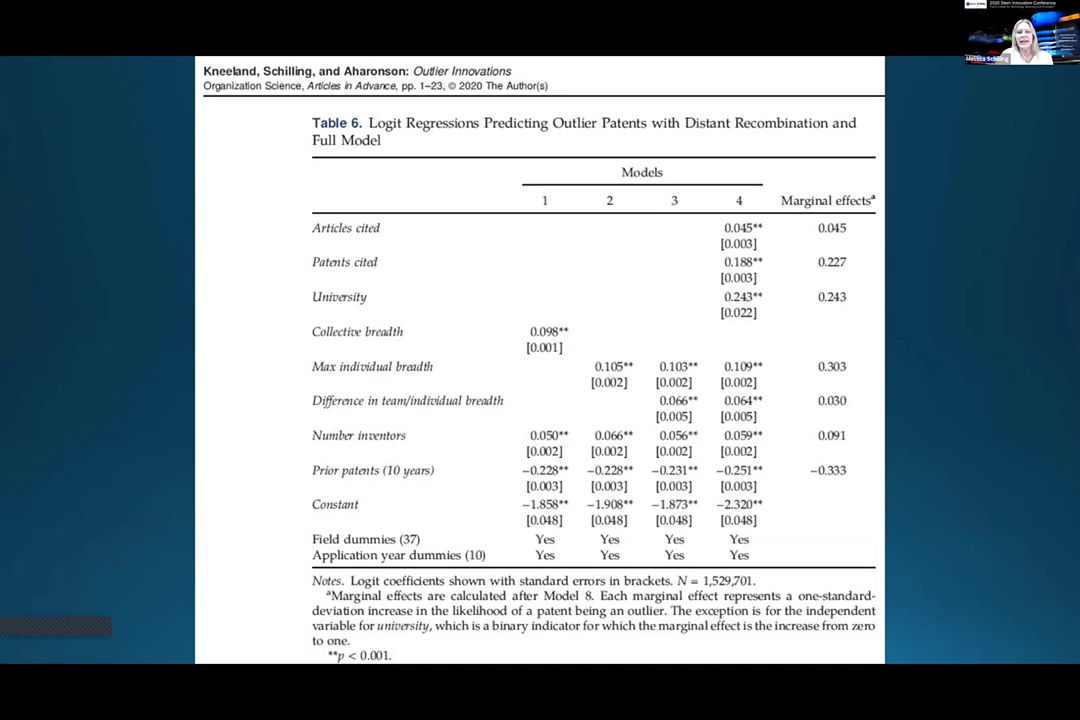 2020 Stern Innovation Conference
Melissa Schilling
Kneeland, Schilling, and Aharonson: Outlier Innovations
Organization Science, Articles in Advance, pp. 1–23, © 2020 The Author(s)
Table 6. Logit Regressions Predicting Outlier Patents with Distant Recombination and
Full Model
Models
1 2 3 4 Marginal effectsᵃ
Articles cited 0.045** 0.045
[0.003]
Patents cited 0.188** 0.227
[0.003]
University 0.243** 0.243
[0.022]
Collective breadth 0.098**
[0.001]
Max individual breadth 0.105** 0.103** 0.109** 0.303
[0.002] [0.002] [0.002]
Difference in team/individual breadth 0.066** 0.064** 0.030
[0.005] [0.005]
Number inventors 0.050** 0.066** 0.056** 0.059** 0.091
[0.002] [0.002] [0.002] [0.002]
Prior patents (10 years) −0.228** −0.228** −0.231** −0.251** −0.333
[0.003] [0.003] [0.003] [0.003]
Constant −1.858** −1.908** −1.873** −2.320**
[0.048] [0.048] [0.048] [0.048]
Field dummies (37) Yes Yes Yes Yes
Application year dummies (10) Yes Yes Yes Yes
Notes. Logit coefficients shown with standard errors in brackets. N = 1,529,701.
ᵃMarginal effects are calculated after Model 8. Each marginal effect represents a one-standard-
deviation increase in the likelihood of a patent being an outlier. The exception is for the independent
variable for university, which is a binary indicator for which the marginal effect is the increase from zero
to one.
**p < 0.001.